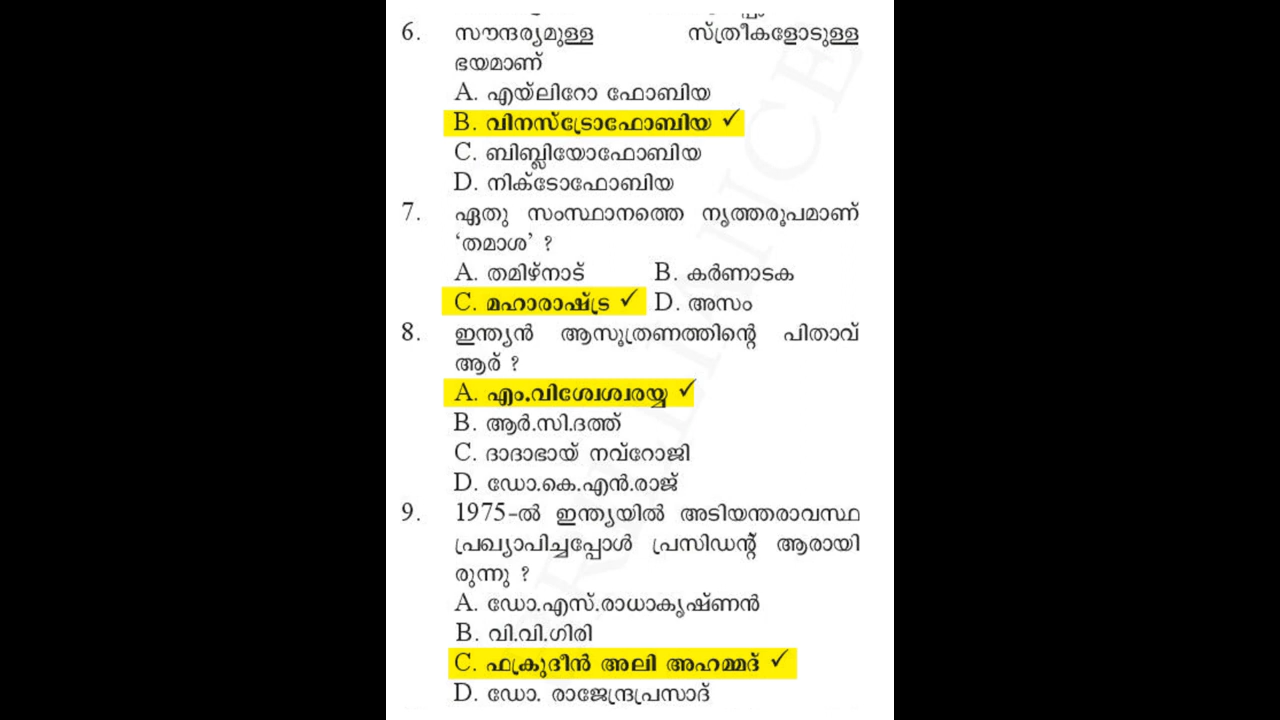 6. സൗന്ദര്യമുള്ള സ്ത്രീകളോടുള്ള
ഭയമാണ്
A. എയ്ലിറോ ഫോബിയ
B. വിനസ്ട്രോഫോബിയ ✓
C. ബിബ്ലിയോഫോബിയ
D. നിക്ടോഫോബിയ
7. ഏതു സംസ്ഥാനത്തെ നൃത്തരൂപമാണ്
‘തമാശ’ ?
A. തമിഴ്നാട് B. കർണാടക
C. മഹാരാഷ്ട്ര ✓ D. അസം
8. ഇന്ത്യൻ ആസൂത്രണത്തിന്റെ പിതാവ്
ആര് ?
A. എം.വിശ്വേശ്വരയ്യ ✓
B. ആർ.സി.ദത്ത്
C. ദാദാഭായ് നവ്റോജി
D. ഡോ.കെ.എൻ.രാജ്
9. 1975-ൽ ഇന്ത്യയിൽ അടിയന്തരാവസ്ഥ
പ്രഖ്യാപിച്ചപ്പോൾ പ്രസിഡന്റ് ആരായി
രുന്നു ?
A. ഡോ.എസ്.രാധാകൃഷ്ണൻ
B. വി.വി.ഗിരി
C. ഫക്രുദീൻ അലി അഹമ്മദ് ✓
D. ഡോ. രാജേന്ദ്രപ്രസാദ്